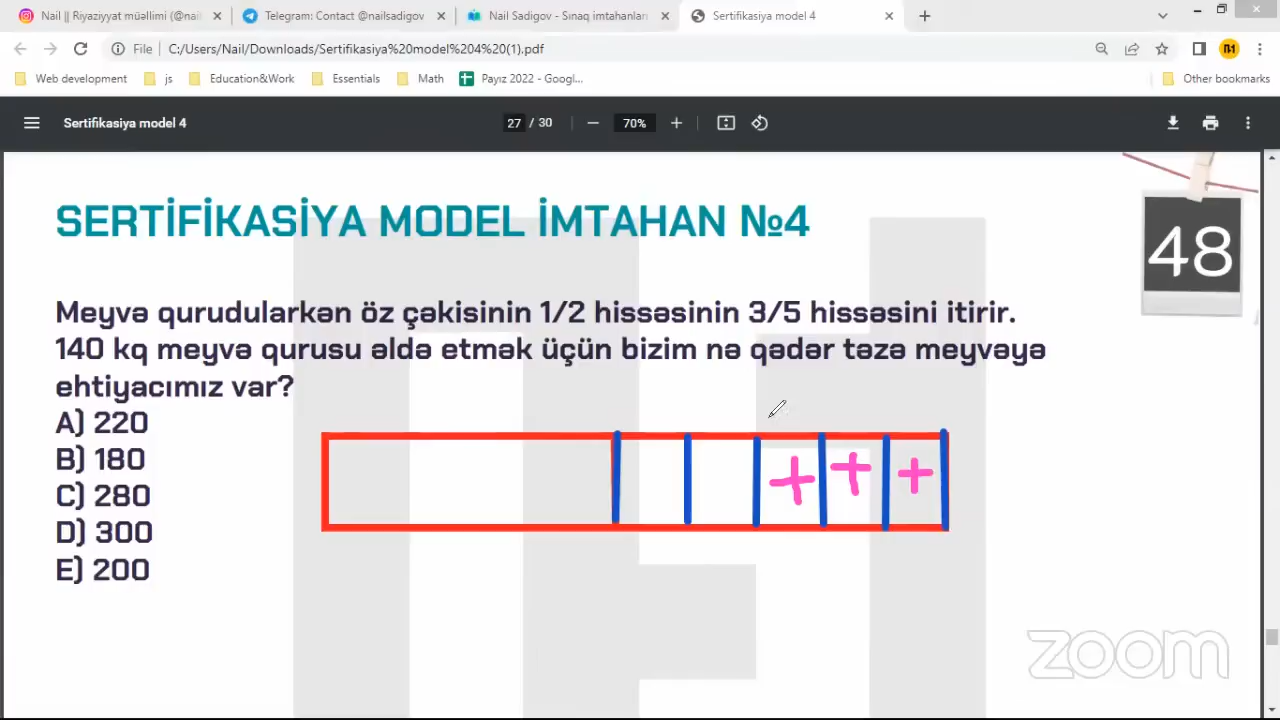 Nail || Riyaziyyat müəllimi (@nail
Telegram: Contact @nailsadigov
Nail Sadigov - Sınaq imtahanları
Sertifikasiya model 4
File
C:/Users/Nail/Downloads/Sertifikasiya%20model%204%20(1).pdf
Web development
js
Education&Work
Essentials
Math
Payız 2022 - Googl...
Other bookmarks
Sertifikasiya model 4
27 / 30
70%
SERTİFİKASİYA MODEL İMTAHAN №4
48
Meyvə qurudularkən öz çəkisinin 1/2 hissəsinin 3/5 hissəsini itirir.
140 kq meyvə qurusu əldə etmək üçün bizim nə qədər təzə meyvəyə
ehtiyacımız var?
A) 220
B) 180
C) 280
D) 300
E) 200
+ + +
zoom